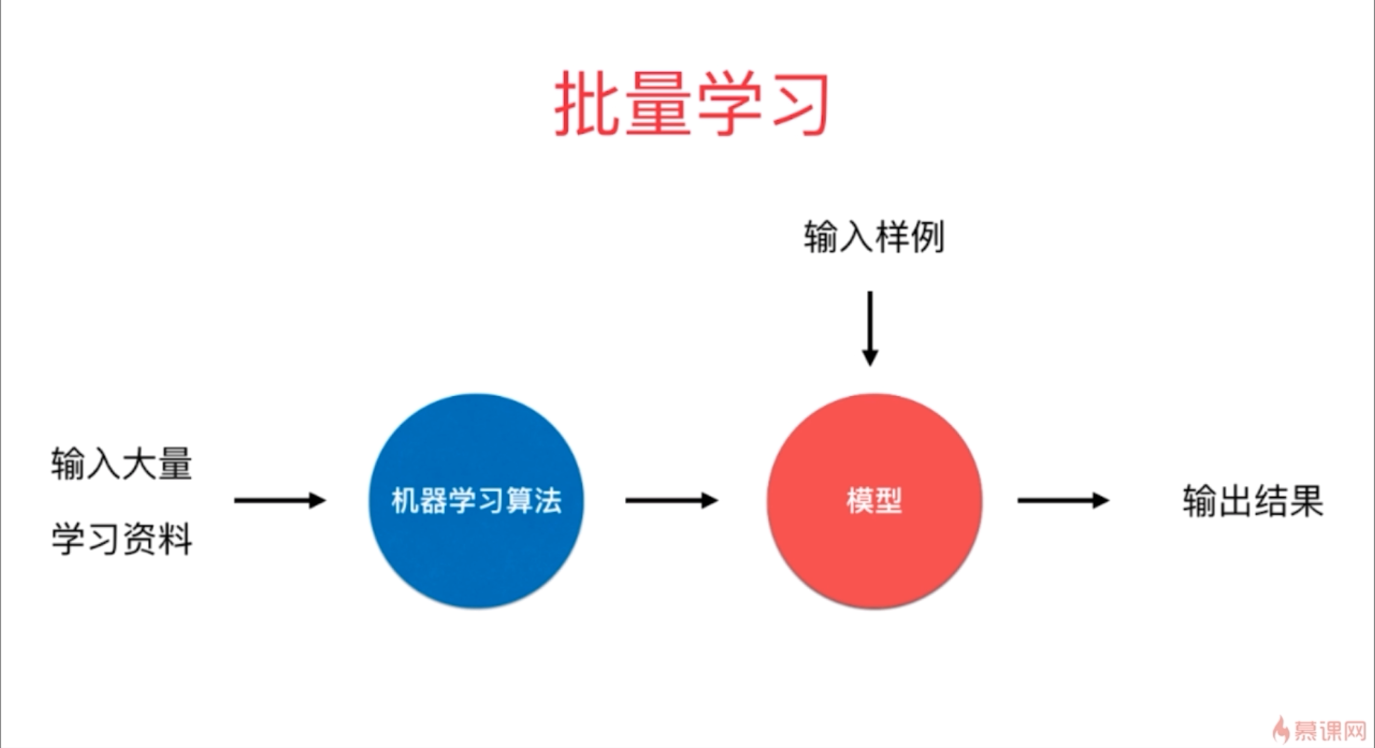 批量学习
输入样例
输入大量
学习资料
机器学习算法
模型
输出结果
慕课网